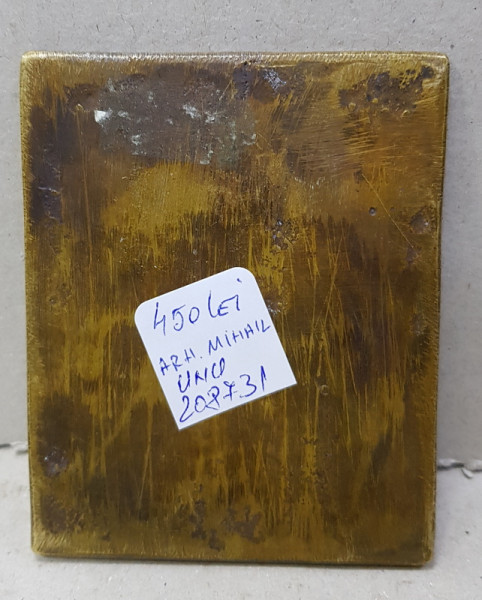 450 lei
ARH. MIHAIL
UNCU
208731